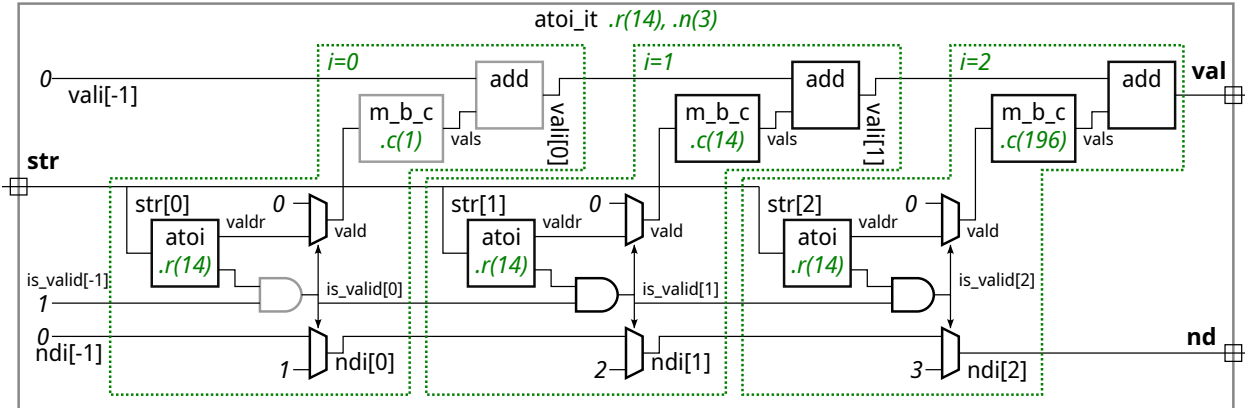 atoi_it .r(14), .n(3)
i=0
i=1
i=2
0
vali[-1]
add
add
add
val
m_b_c
.c(1)
vals
vali[0]
m_b_c
.c(14)
vals
vali[1]
m_b_c
.c(196)
vals
str
str[0]
0
valdr
vald
atoi
.r(14)
str[1]
0
valdr
vald
atoi
.r(14)
str[2]
0
valdr
vald
atoi
.r(14)
is_valid[-1]
1
is_valid[0]
is_valid[1]
is_valid[2]
0
ndi[-1]
1
ndi[0]
2
ndi[1]
3
ndi[2]
nd